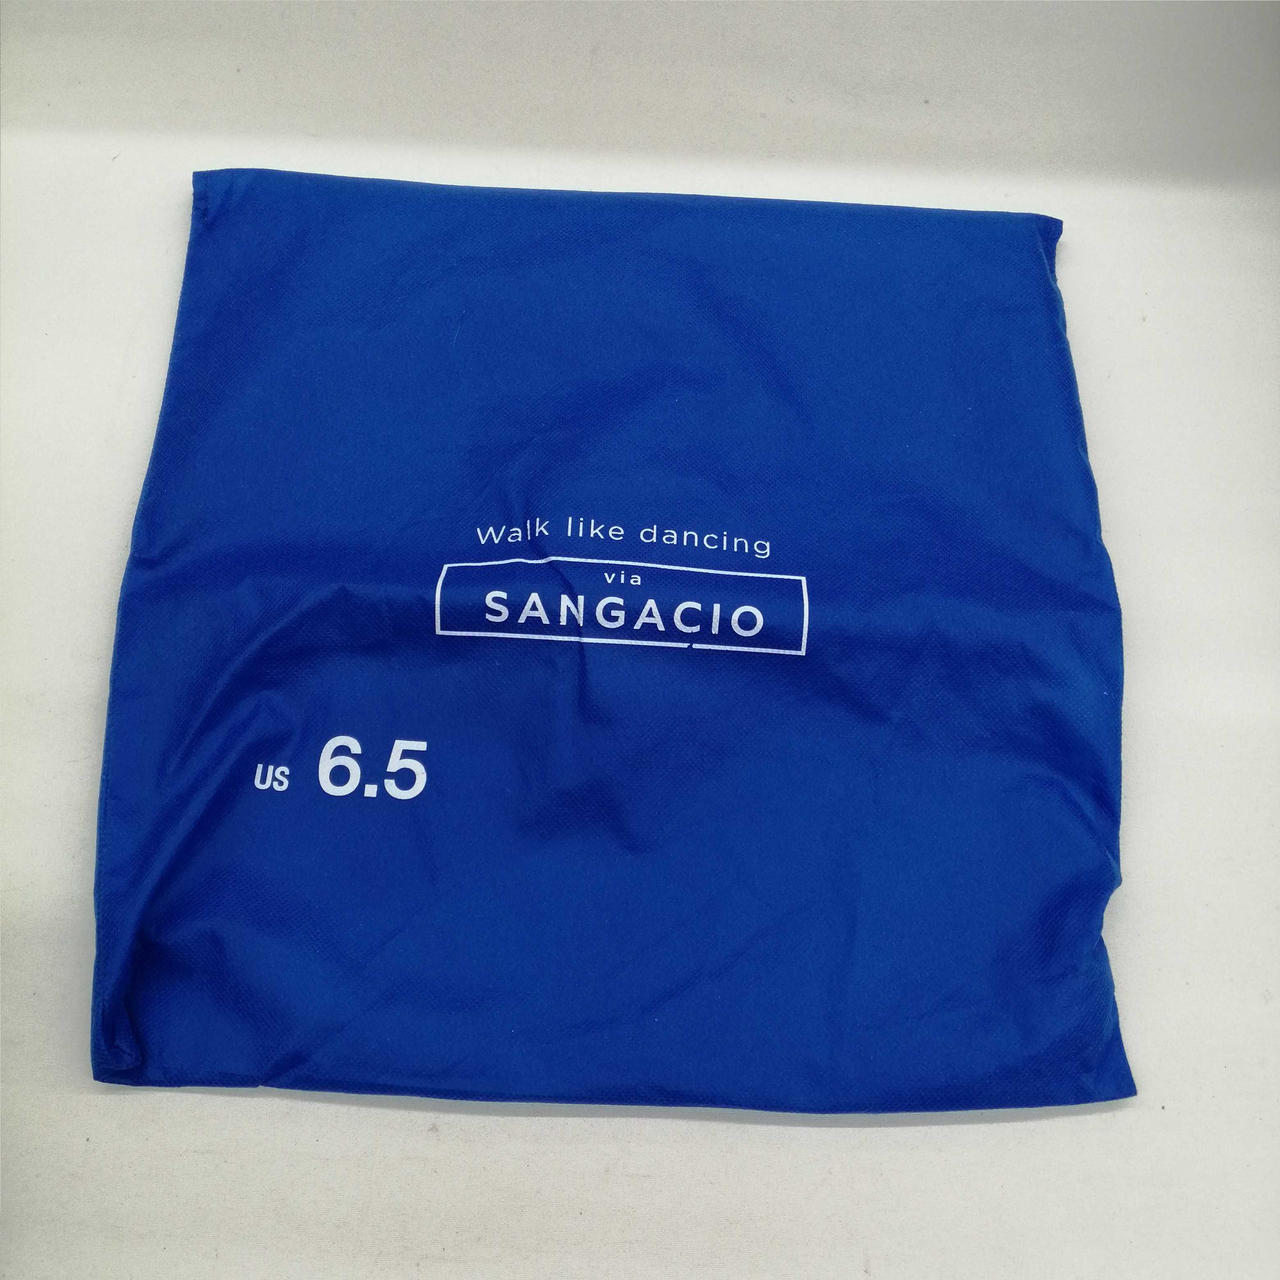 Walk like dancing
via
SANGACIO
US 6.5